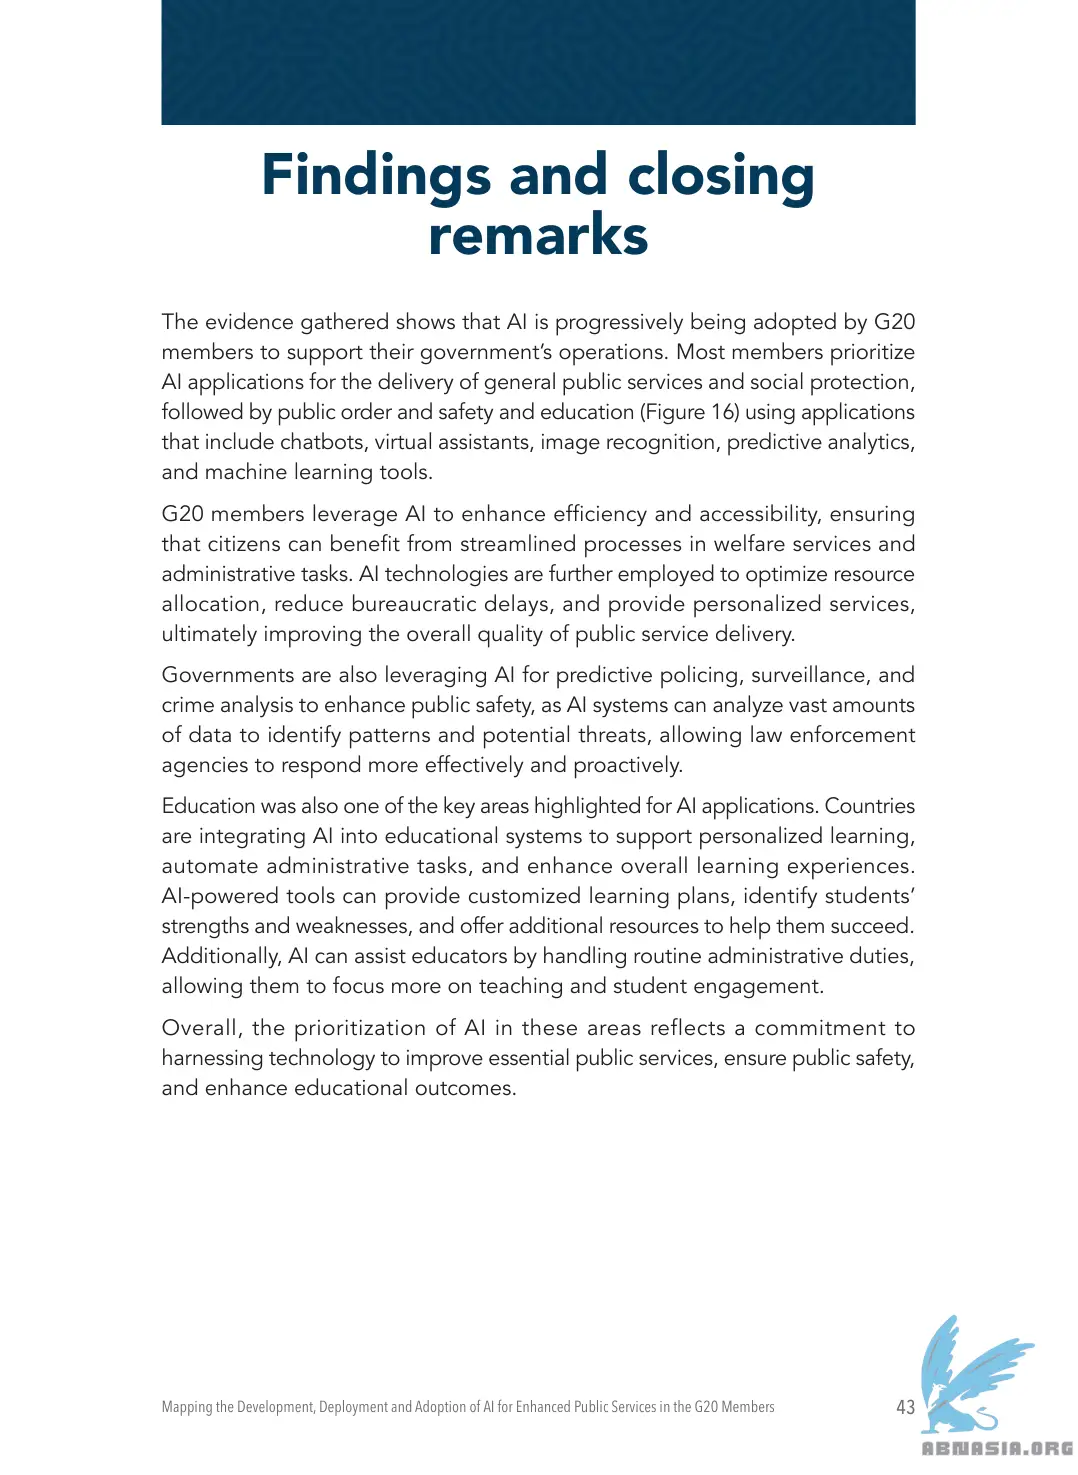 Findings and closing
remarks
The evidence gathered shows that AI is progressively being adopted by G20
members to support their government’s operations. Most members prioritize
AI applications for the delivery of general public services and social protection,
followed by public order and safety and education (Figure 16) using applications
that include chatbots, virtual assistants, image recognition, predictive analytics,
and machine learning tools.
G20 members leverage AI to enhance efficiency and accessibility, ensuring
that citizens can benefit from streamlined processes in welfare services and
administrative tasks. AI technologies are further employed to optimize resource
allocation, reduce bureaucratic delays, and provide personalized services,
ultimately improving the overall quality of public service delivery.
Governments are also leveraging AI for predictive policing, surveillance, and
crime analysis to enhance public safety, as AI systems can analyze vast amounts
of data to identify patterns and potential threats, allowing law enforcement
agencies to respond more effectively and proactively.
Education was also one of the key areas highlighted for AI applications. Countries
are integrating AI into educational systems to support personalized learning,
automate administrative tasks, and enhance overall learning experiences.
AI-powered tools can provide customized learning plans, identify students’
strengths and weaknesses, and offer additional resources to help them succeed.
Additionally, AI can assist educators by handling routine administrative duties,
allowing them to focus more on teaching and student engagement.
Overall, the prioritization of AI in these areas reflects a commitment to
harnessing technology to improve essential public services, ensure public safety,
and enhance educational outcomes.
Mapping the Development, Deployment and Adoption of AI for Enhanced Public Services in the G20 Members
43
ABNASIA.ORG